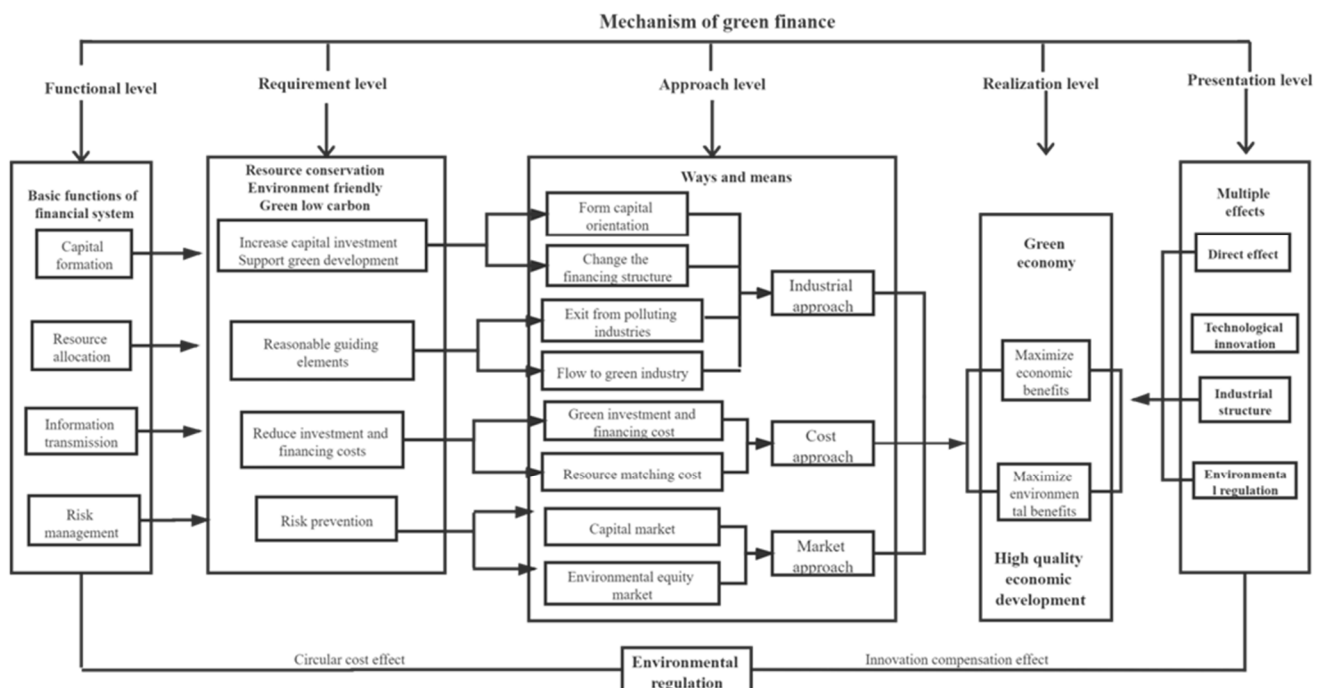 Mechanism of green finance
Functional level
Requirement level
Approach level
Realization level
Presentation level
Basic functions of
financial system
Capital
formation
Resource
allocation
Information
transmission
Risk
management
Resource conservation
Environment friendly
Green low carbon
Increase capital investment
Support green development
Reasonable guiding
elements
Reduce investment and
financing costs
Risk prevention
Ways and means
Form capital
orientation
Change the
financing structure
Exit from polluting
industries
Flow to green industry
Green investment and
financing cost
Resource matching cost
Capital market
Environmental equity
market
Industrial
approach
Cost
approach
Market
approach
Green
economy
Maximize
economic
benefits
Maximize
environmen
tal benefits
High quality
economic
development
Multiple
effects
Direct effect
Technological
innovation
Industrial
structure
Environmenta
l regulation
Circular cost effect
Environmental
regulation
Innovation compensation effect